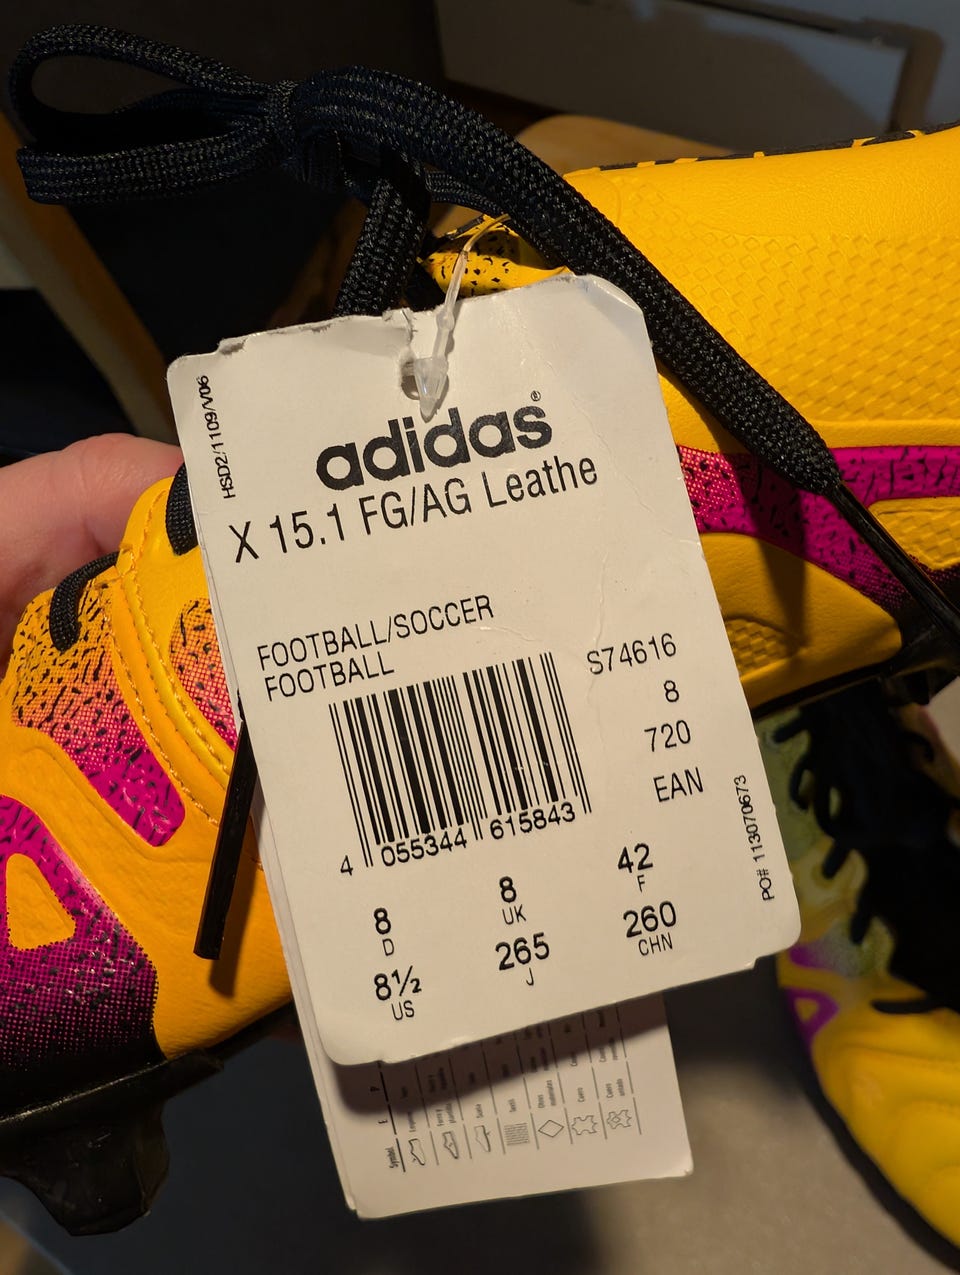 HSD2/1109/V06
adidas®
X 15.1 FG/AG Leathe
FOOTBALL/SOCCER
FOOTBALL
S74616
8
720
EAN
4 055344 615843
PO# 113070673
8
D
8
UK
42
F
8½
US
265
J
260
CHN
E P